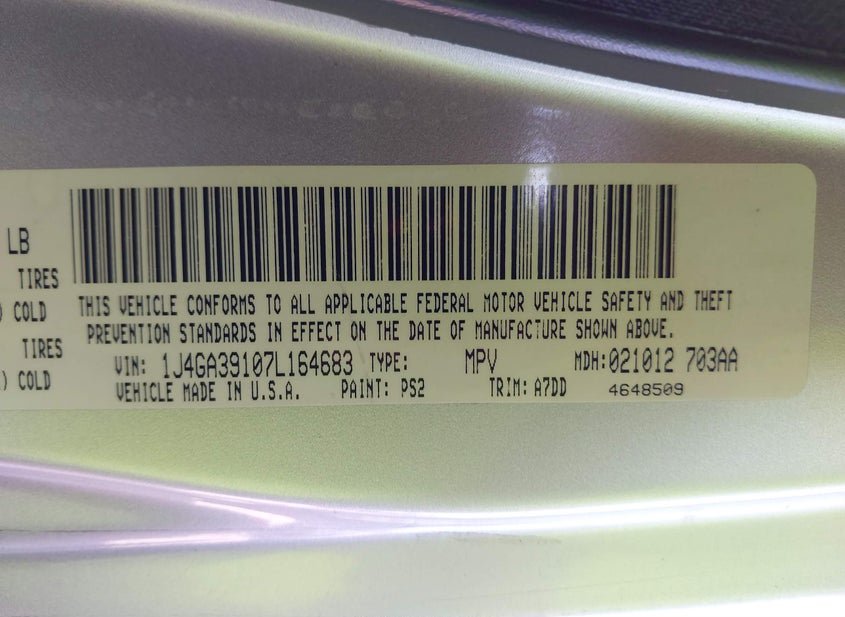 LB
TIRES
) COLD
TIRES
) COLD
THIS VEHICLE CONFORMS TO ALL APPLICABLE FEDERAL MOTOR VEHICLE SAFETY AND THEFT
PREVENTION STANDARDS IN EFFECT ON THE DATE OF MANUFACTURE SHOWN ABOVE.
VIN: 1J4GA39107L164683 TYPE: MPV MDH:021012 703AA
VEHICLE MADE IN U.S.A. PAINT: PS2 TRIM: A7DD 4648509